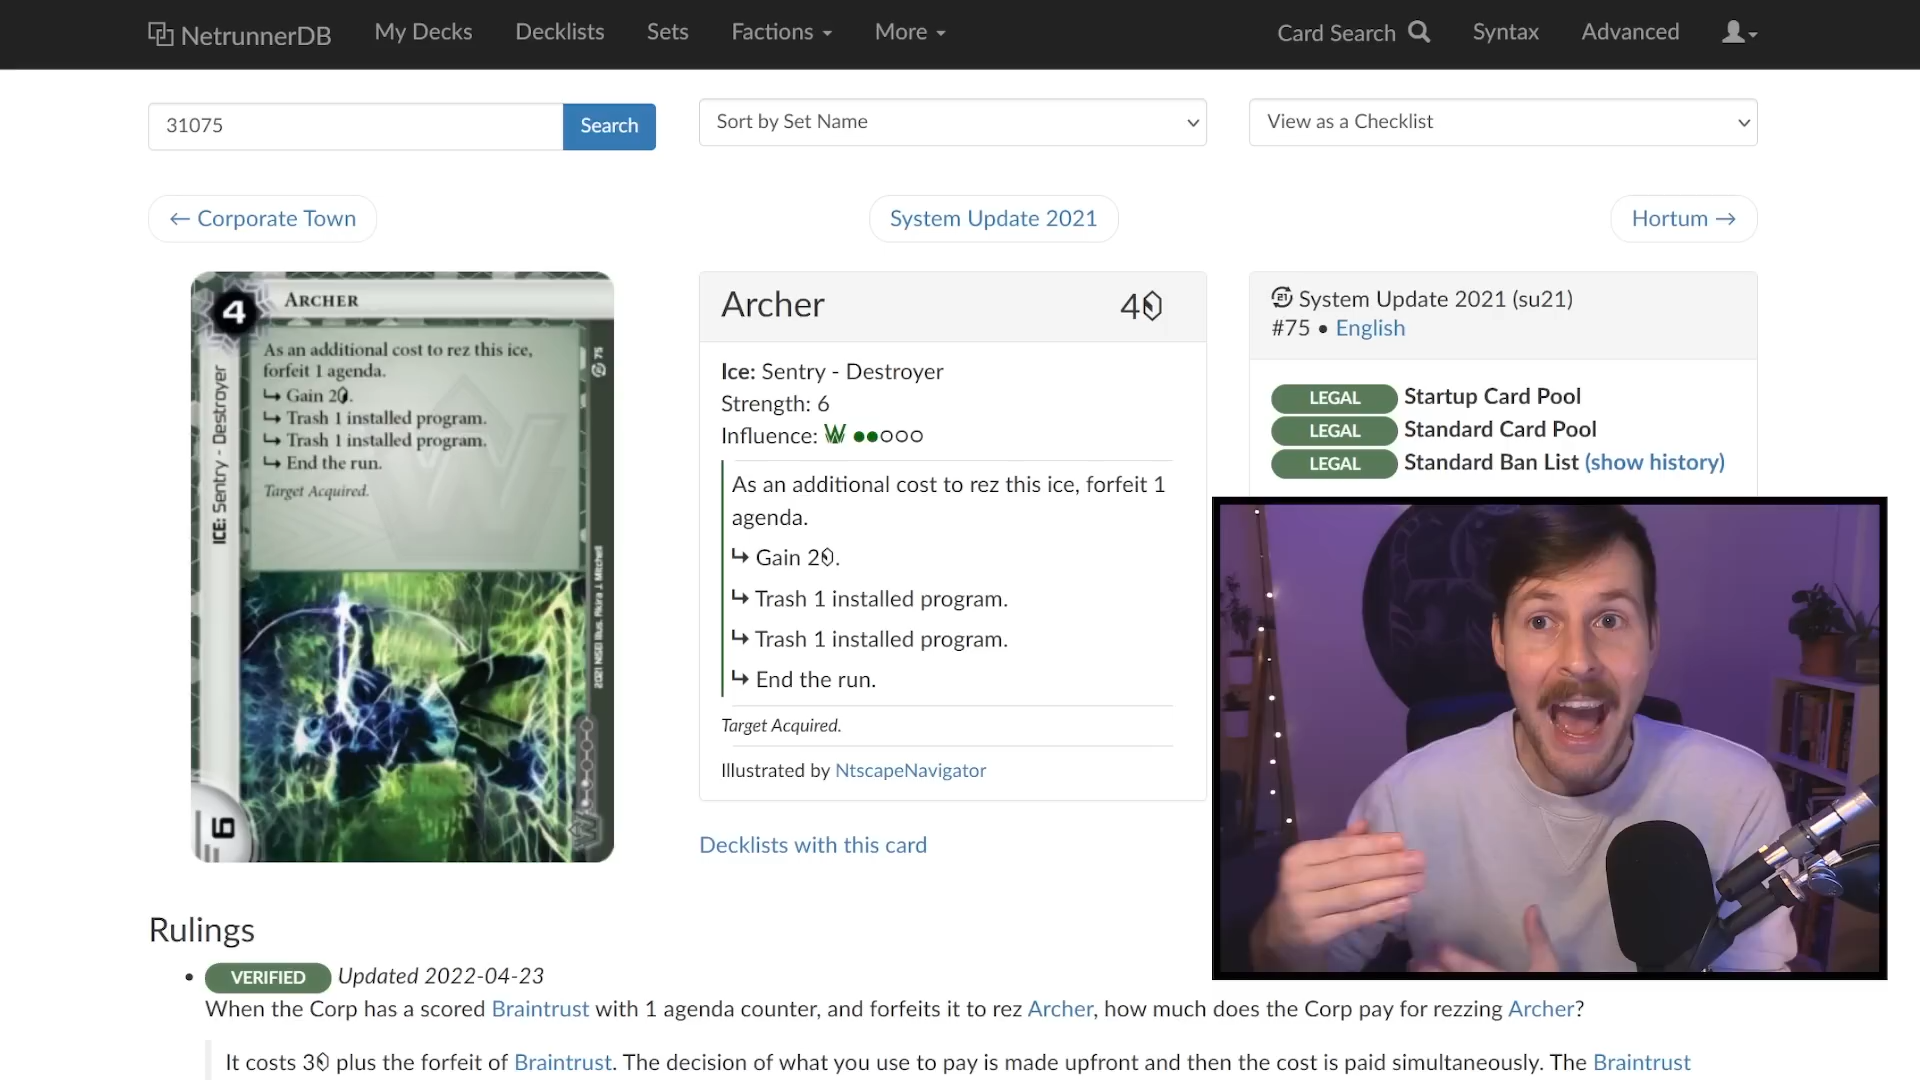 NetrunnerDB My Decks Decklists Sets Factions More Card Search Syntax Advanced
31075 Search Sort by Set Name View as a Checklist
← Corporate Town System Update 2021 Hortum →
4 ARCHER
As an additional cost to rez this ice,
forfeit 1 agenda.
↳ Gain 2.
↳ Trash 1 installed program.
↳ Trash 1 installed program.
↳ End the run.
Target Acquired.
ICE: Sentry - Destroyer
75
2021 NSEI Illus. Akira J. Mitchell
6
Archer 4
Ice: Sentry - Destroyer
Strength: 6
Influence: ●●○○○
As an additional cost to rez this ice, forfeit 1
agenda.
↳ Gain 2.
↳ Trash 1 installed program.
↳ Trash 1 installed program.
↳ End the run.
Target Acquired.
Illustrated by NtscapeNavigator
Decklists with this card
System Update 2021 (su21)
#75 • English
LEGAL Startup Card Pool
LEGAL Standard Card Pool
LEGAL Standard Ban List (show history)
Rulings
• VERIFIED Updated 2022-04-23
When the Corp has a scored Braintrust with 1 agenda counter, and forfeits it to rez Archer, how much does the Corp pay for rezzing Archer?
It costs 3 plus the forfeit of Braintrust. The decision of what you use to pay is made upfront and then the cost is paid simultaneously. The Braintrust